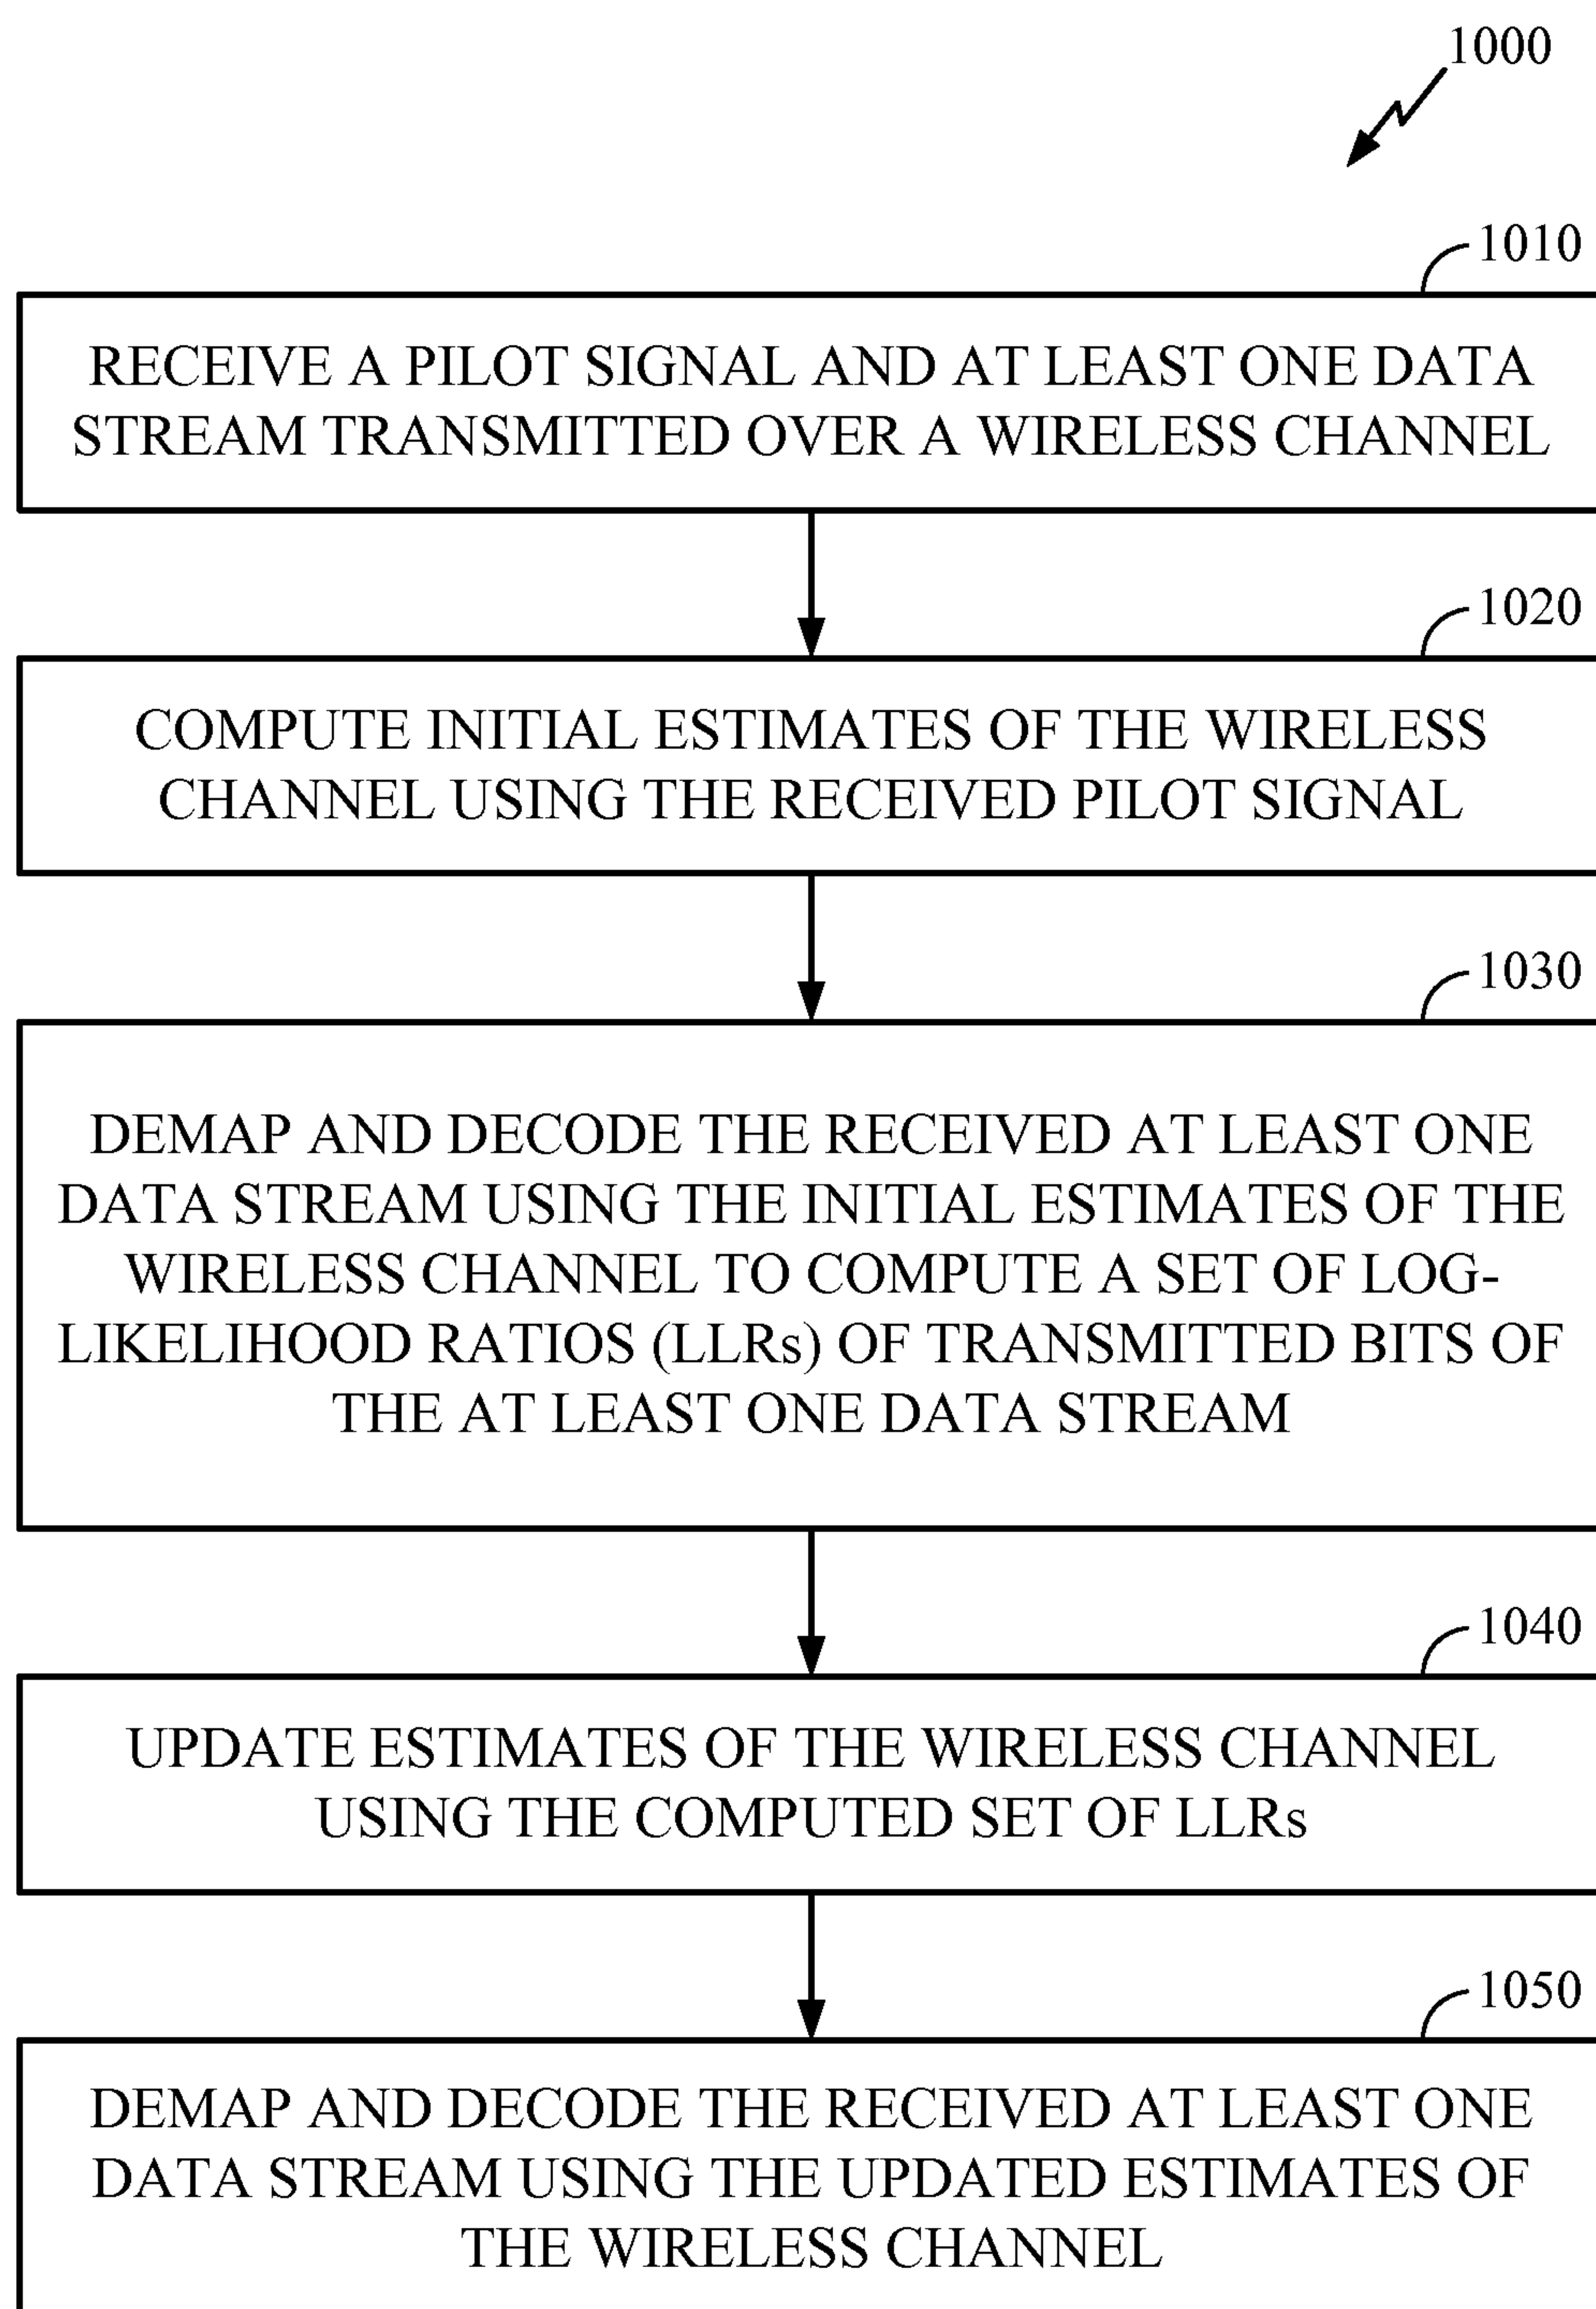 1000
1010
RECEIVE A PILOT SIGNAL AND AT LEAST ONE DATA
STREAM TRANSMITTED OVER A WIRELESS CHANNEL
1020
COMPUTE INITIAL ESTIMATES OF THE WIRELESS
CHANNEL USING THE RECEIVED PILOT SIGNAL
1030
DEMAP AND DECODE THE RECEIVED AT LEAST ONE
DATA STREAM USING THE INITIAL ESTIMATES OF THE
WIRELESS CHANNEL TO COMPUTE A SET OF LOG-
LIKELIHOOD RATIOS (LLRs) OF TRANSMITTED BITS OF
THE AT LEAST ONE DATA STREAM
1040
UPDATE ESTIMATES OF THE WIRELESS CHANNEL
USING THE COMPUTED SET OF LLRs
1050
DEMAP AND DECODE THE RECEIVED AT LEAST ONE
DATA STREAM USING THE UPDATED ESTIMATES OF
THE WIRELESS CHANNEL